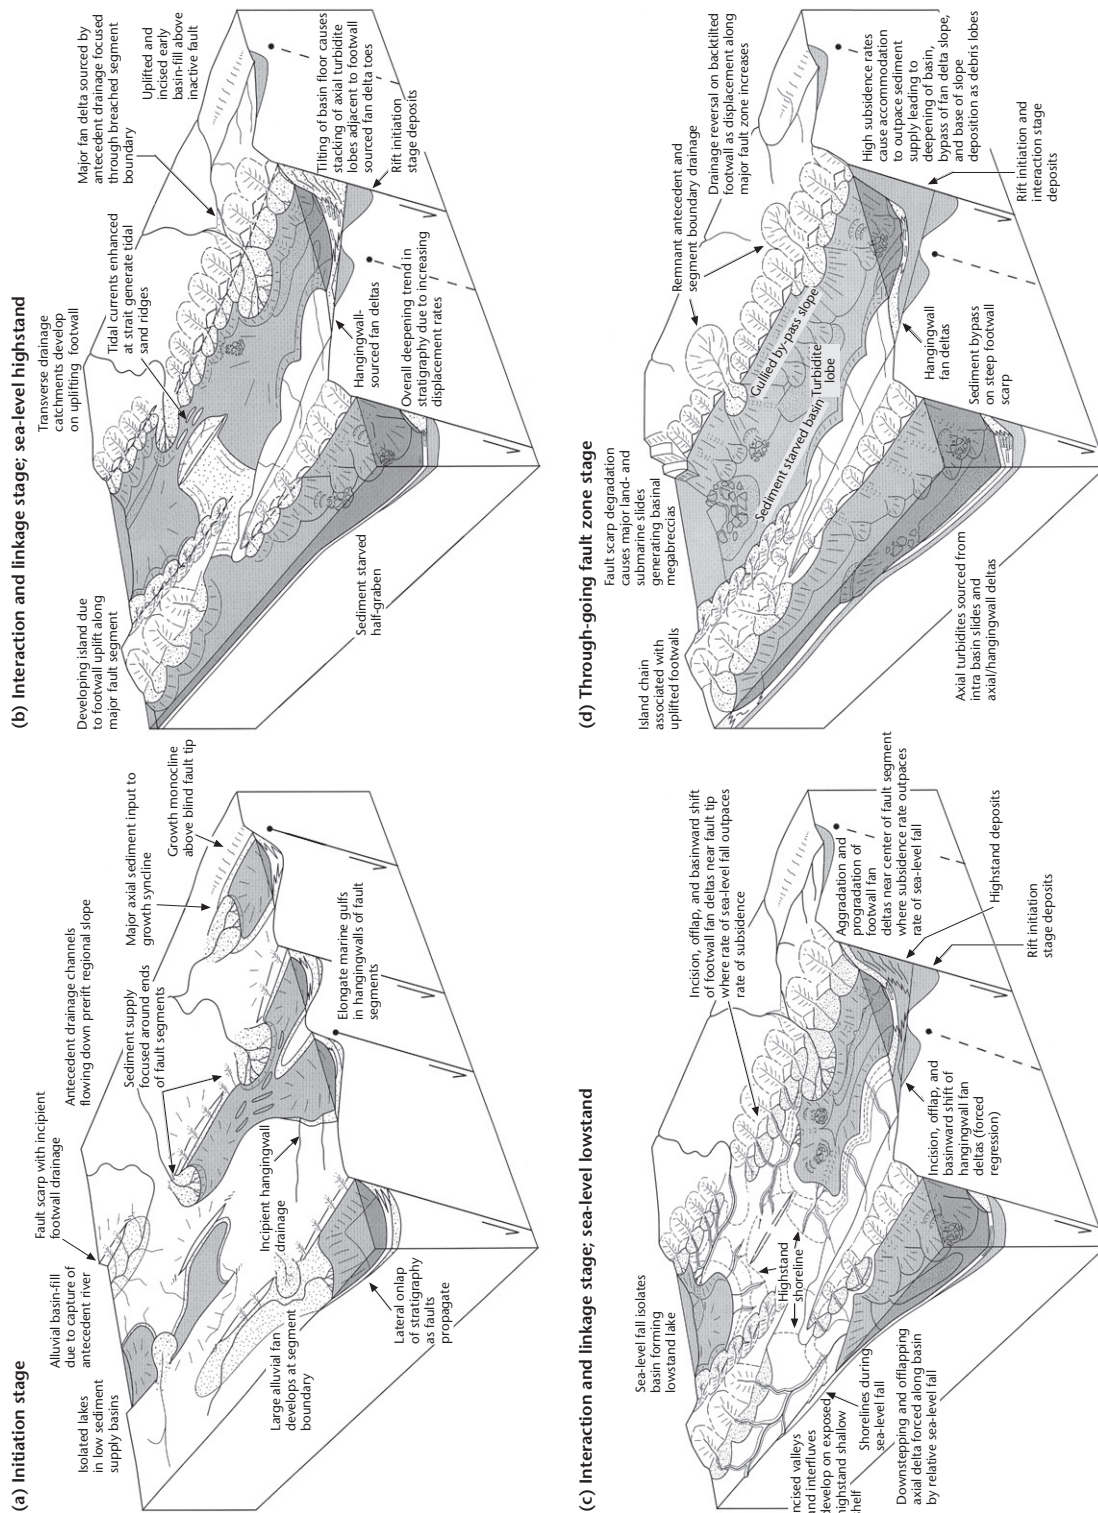 (a) Initiation stage
Isolated lakes
in low sediment
supply basins
Alluvial basin-fill
due to capture of
antecedent river
Fault scarp with incipient
footwall drainage
Antecedent drainage channels
flowing down prerift regional slope
Sediment supply
focused around ends
of fault segments
Major axial sediment input to
growth syncline
Growth monocline
above blind fault tip
Large alluvial fan
develops at segment
boundary
Incipient hangingwall
drainage
Elongate marine gulfs
in hangingwalls of fault
segments
Lateral onlap
of stratigraphy
as faults
propagate
(b) Interaction and linkage stage; sea-level highstand
Developing island due
to footwall uplift along
major fault segment
Transverse drainage
catchments develop
on uplifting footwall
Tidal currents enhanced
at strait generate tidal
sand ridges
Major fan delta sourced by
antecedent drainage focused
through breached segment
boundary
Uplifted and
incised early
basin-fill above
inactive fault
Tilting of basin floor causes
stacking of axial turbidite
lobes adjacent to footwall
sourced fan delta toes
Rift initiation
stage deposits
Hangingwall-
sourced fan deltas
Overall deepening trend in
stratigraphy due to increasing
displacement rates
Sediment starved
half-graben
(c) Interaction and linkage stage; sea-level lowstand
Sea-level fall isolates
basin forming
lowstand lake
Incision, offlap, and basinward shift
of footwall fan deltas near fault tip
where rate of sea-level fall outpaces
rate of subsidence
Aggradation and
progradation of
footwall fan
deltas near center of fault segment
where subsidence rate outpaces
rate of sea-level fall
Highstand deposits
Rift initiation
stage deposits
Highstand
shoreline
Incision, offlap, and
basinward shift of
hangingwall fan
deltas (forced
regression)
ncised valleys
and interfluves
develop on exposed
highstand shallow
shelf
Shorelines during
sea-level fall
Downstepping and offlapping
axial delta forced along basin
by relative sea-level fall
(d) Through-going fault zone stage
Island chain
associated with
uplifted footwalls
Fault scarp degradation
causes major land- and
submarine slides
generating basinal
megabreccias
Remnant antecedent and
segment boundary drainage
Drainage reversal on backtilted
footwall as displacement along
major fault zone increases
High subsidence rates
cause accommodation
to outpace sediment
supply leading to
deepening of basin,
bypass of fan delta slope,
and base of slope
deposition as debris lobes
Rift initiation and
interaction stage
deposits
Gullied by-pass slope
Sediment starved basin
Turbidite
lobe
Hangingwall
fan deltas
Sediment bypass
on steep footwall
scarp
Axial turbidites sourced from
intra basin slides and
axial/hangingwall deltas